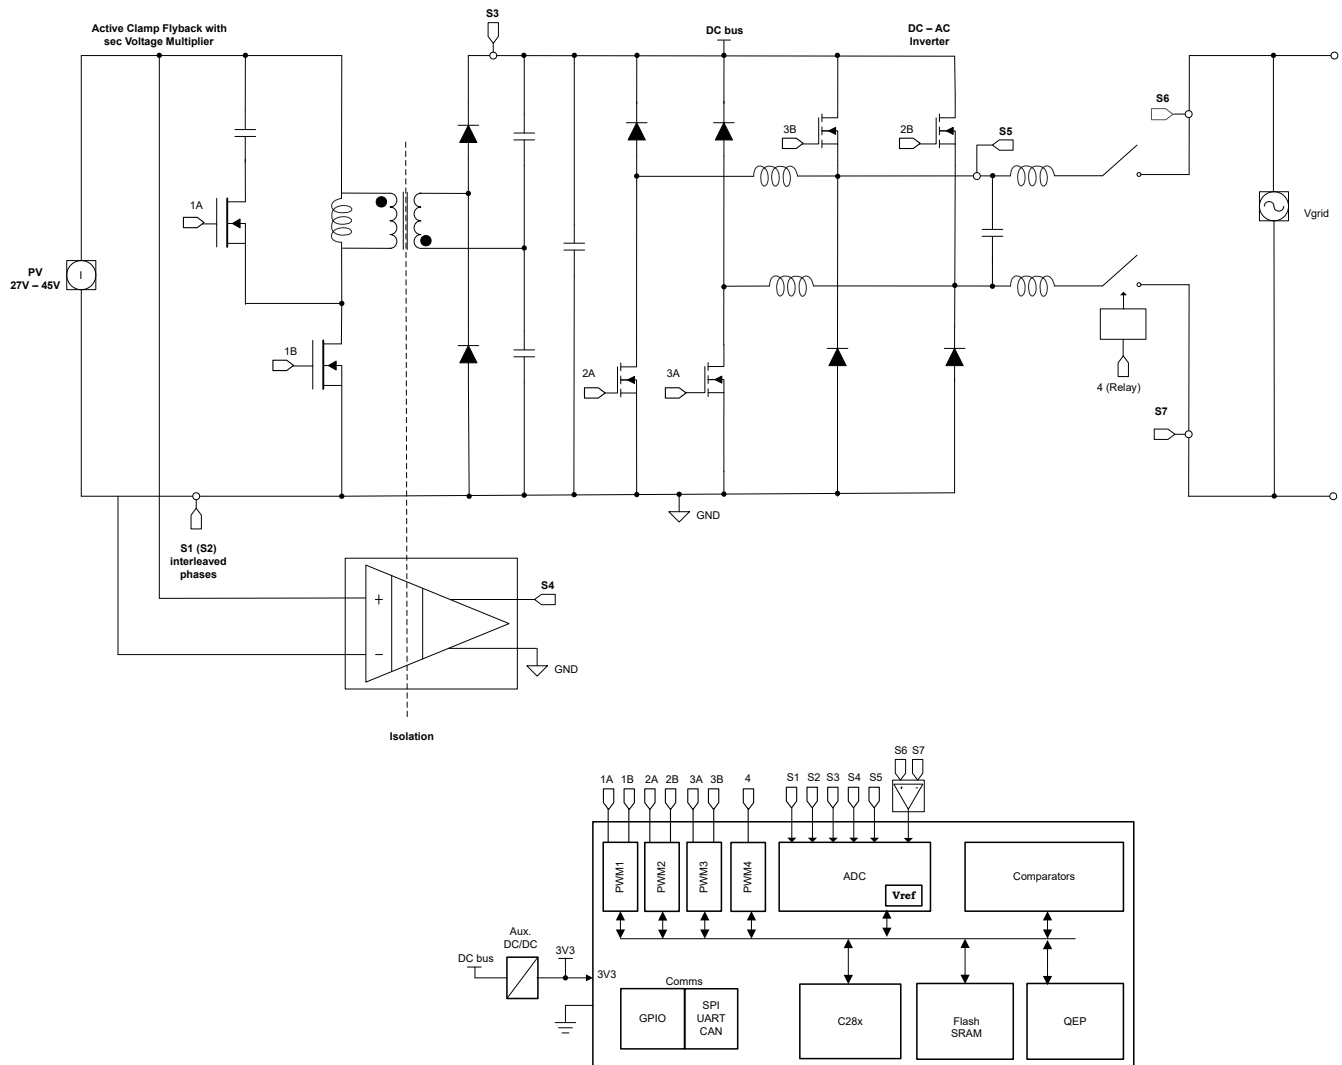 Active Clamp Flyback with
sec Voltage Multiplier
S3
DC bus
DC – AC
Inverter
S6
3B
2B
S5
1A
Vgrid
PV
27V – 45V
1B
2A
3A
4 (Relay)
S7
GND
S1 (S2)
interleaved
phases
S4
+
−
GND
Isolation
S6 S7
1A 1B 2A 2B 3A 3B 4 S1 S2 S3 S4 S5
PWM1
PWM2
PWM3
PWM4
ADC
Vref
Comparators
Aux.
DC/DC
DC bus
3V3
3V3
Comms
GPIO
SPI
UART
CAN
C28x
Flash
SRAM
QEP